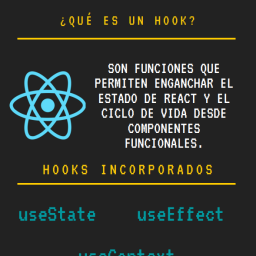 ¿QUÉ ES UN HOOK?
SON FUNCIONES QUE
PERMITEN ENGANCHAR EL
ESTADO DE REACT Y EL
CICLO DE VIDA DESDE
COMPONENTES
FUNCIONALES.
HOOKS INCORPORADOS
useState useEffect
useContext